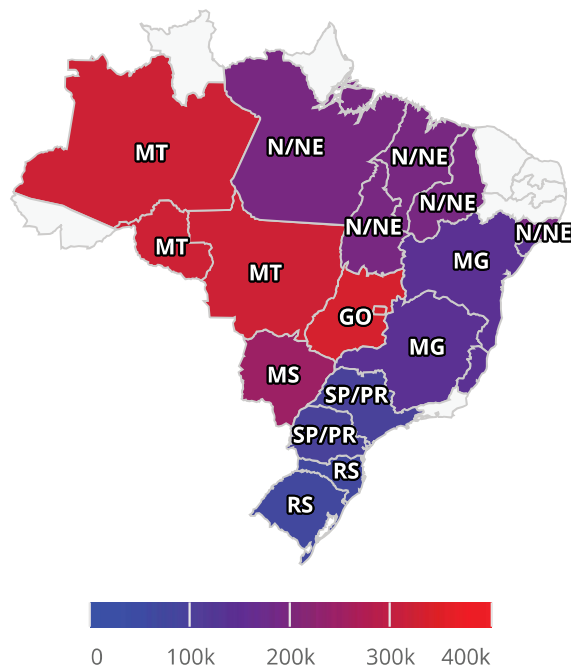 N/NE
MT
N/NE
N/NE
N/NE
N/NE
MT
MG
MT
GO
MG
MS
SP/PR
SP/PR
RS
RS
0 100k 200k 300k 400k